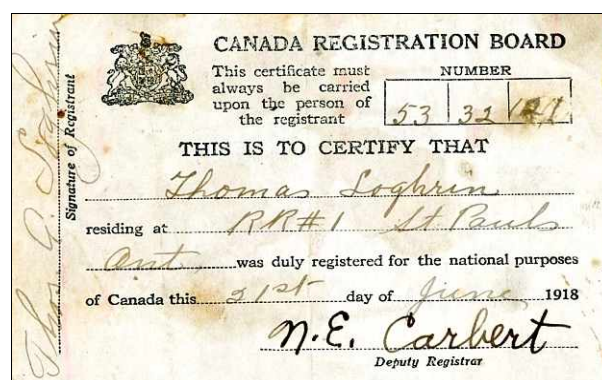 CANADA REGISTRATION BOARD
This certificate must
always be carried
upon the person of
the registrant
NUMBER
53 32
THIS IS TO CERTIFY THAT
Thomas Loghrin
residing at RR#1 St Pauls
Ont. was duly registered for the national purposes
of Canada this 21st day of June 1918
N.E. Carbert
Deputy Registrar
Signature of Registrant
Thos G. Loghrin